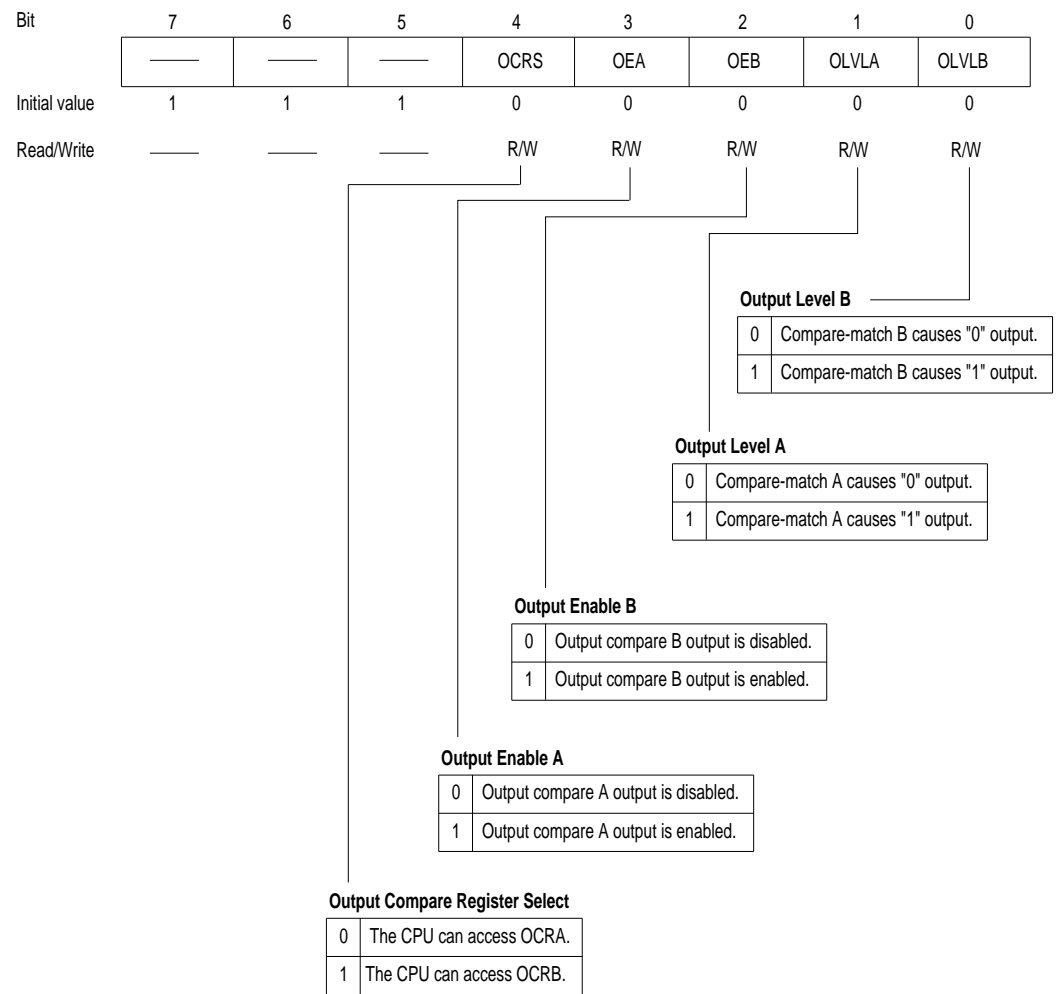 Bit 7 6 5 4 3 2 1 0
OCRS OEA OEB OLVLA OLVLB
Initial value 1 1 1 0 0 0 0 0
Read/Write R/W R/W R/W R/W R/W
Output Level B
0 Compare-match B causes "0" output.
1 Compare-match B causes "1" output.
Output Level A
0 Compare-match A causes "0" output.
1 Compare-match A causes "1" output.
Output Enable B
0 Output compare B output is disabled.
1 Output compare B output is enabled.
Output Enable A
0 Output compare A output is disabled.
1 Output compare A output is enabled.
Output Compare Register Select
0 The CPU can access OCRA.
1 The CPU can access OCRB.